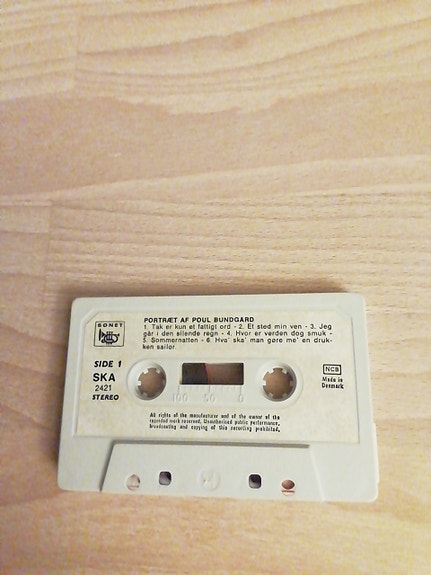 SONET
PORTRÆT AF POUL BUNDGARD
1. Tak er kun et fattigt ord - 2. Et sted min ven - 3. Jeg
går i den silende regn - 4. Hvor er verden dog smuk -
5. Sommernatten - 6. Hva' ska' man gøre me' en druk-
ken sailor.
SIDE 1
SKA
2421
STEREO
NCB
Made in
Denmark
100 50 0
All rights of the manufacturer and of the owner of the
recorded work reserved. Unauthorised public performance,
broadcasting and copying of this recording prohibited.